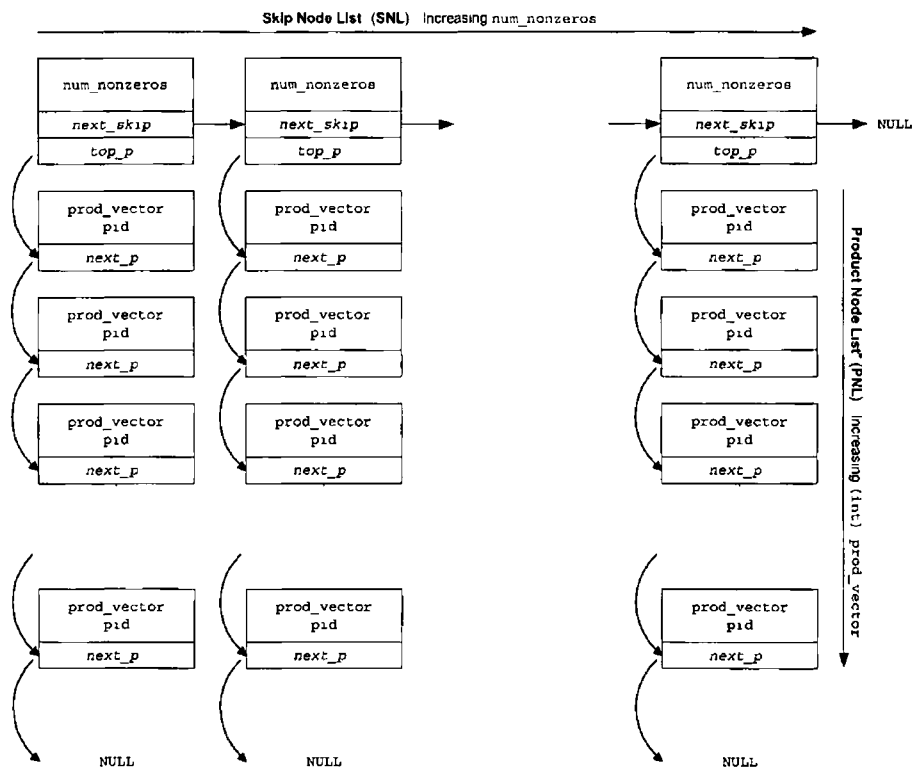 Skip Node List (SNL) Increasing num_nonzeros
num_nonzeros num_nonzeros num_nonzeros
next_skip next_skip next_skip NULL
top_p top_p top_p
prod_vector prod_vector prod_vector
pid pid pid
next_p next_p next_p
prod_vector prod_vector prod_vector
pid pid pid
next_p next_p next_p
prod_vector prod_vector prod_vector
pid pid pid
next_p next_p next_p
prod_vector prod_vector prod_vector
pid pid pid
next_p next_p next_p
NULL NULL NULL
Product Node List (PNL) Increasing (int) prod_vector